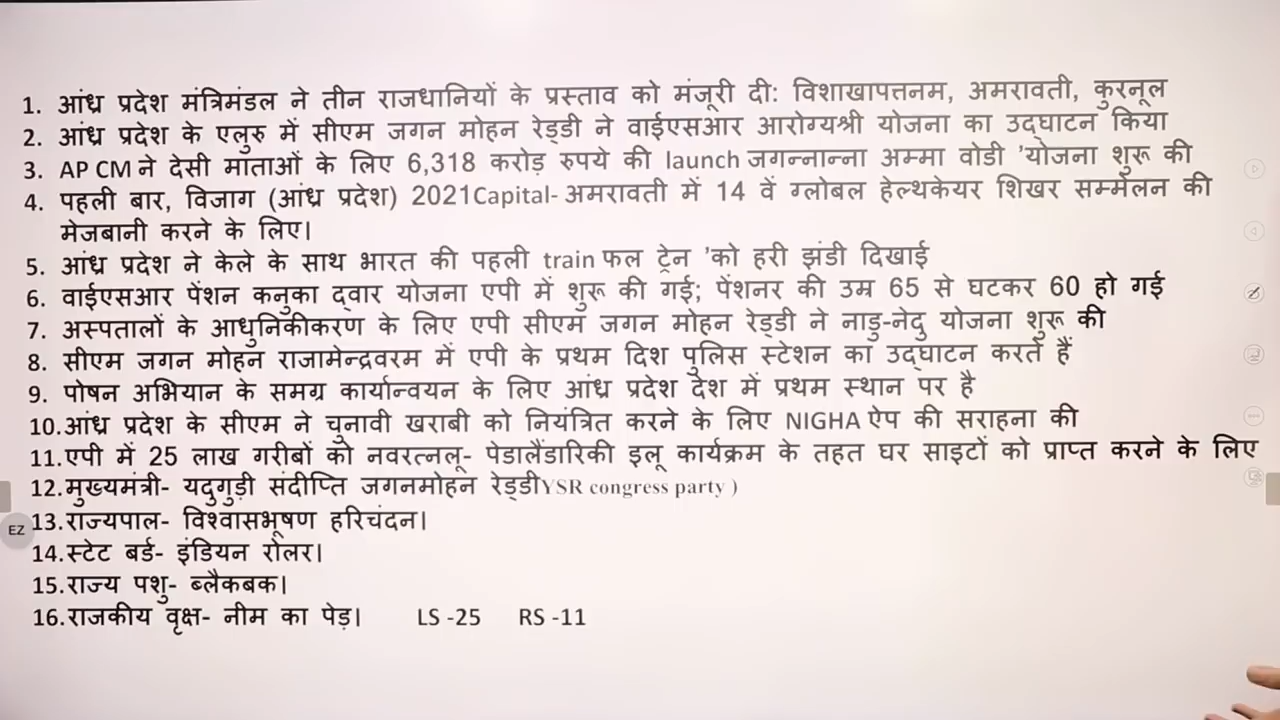 1. आंध्र प्रदेश मंत्रिमंडल ने तीन राजधानियों के प्रस्ताव को मंजूरी दी: विशाखापत्तनम, अमरावती, कुरनूल
2. आंध्र प्रदेश के एलुरु में सीएम जगन मोहन रेड्डी ने वाईएसआर आरोग्यश्री योजना का उद्घाटन किया
3. AP CM ने देसी माताओं के लिए 6,318 करोड़ रुपये की launch जगन्नान्ना अम्मा वोडी 'योजना शुरू की
4. पहली बार, विजाग (आंध्र प्रदेश) 2021Capital- अमरावती में 14 वें ग्लोबल हेल्थकेयर शिखर सम्मेलन की
मेजबानी करने के लिए।
5. आंध्र प्रदेश ने केले के साथ भारत की पहली train फल ट्रेन 'को हरी झंडी दिखाई
6. वाईएसआर पेंशन कनुका द्वार योजना एपी में शुरू की गई; पेंशनर की उम्र 65 से घटकर 60 हो गई
7. अस्पतालों के आधुनिकीकरण के लिए एपी सीएम जगन मोहन रेड्डी ने नाडु-नेदु योजना शुरू की
8. सीएम जगन मोहन राजामेन्द्रवरम में एपी के प्रथम दिश पुलिस स्टेशन का उद्घाटन करते हैं
9. पोषन अभियान के समग्र कार्यान्वयन के लिए आंध्र प्रदेश देश में प्रथम स्थान पर है
10.आंध्र प्रदेश के सीएम ने चुनावी खराबी को नियंत्रित करने के लिए NIGHA ऐप की सराहना की
11.एपी में 25 लाख गरीबों को नवरत्नलू- पेडालैंडारिकी इलू कार्यक्रम के तहत घर साइटों को प्राप्त करने के लिए
12.मुख्यमंत्री- यदुगुड़ी संदीप्ति जगनमोहन रेड्डीYSR congress party )
EZ
13.राज्यपाल- विश्वासभूषण हरिचंदन।
14.स्टेट बर्ड- इंडियन रोलर।
15.राज्य पशु- ब्लैकबक।
16.राजकीय वृक्ष- नीम का पेड़। LS -25 RS -11